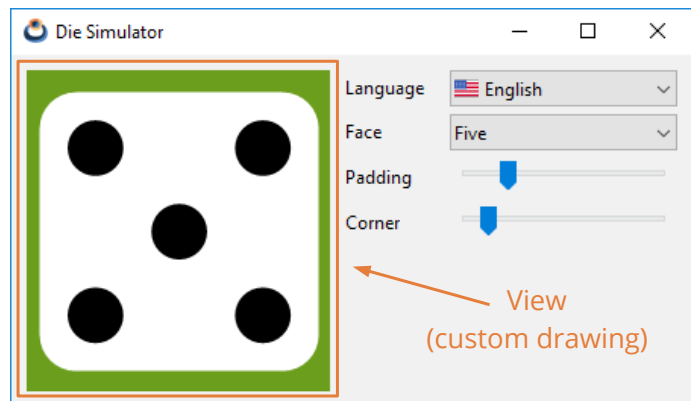 Die Simulator
Language English
Face Five
Padding
Corner
View
(custom drawing)